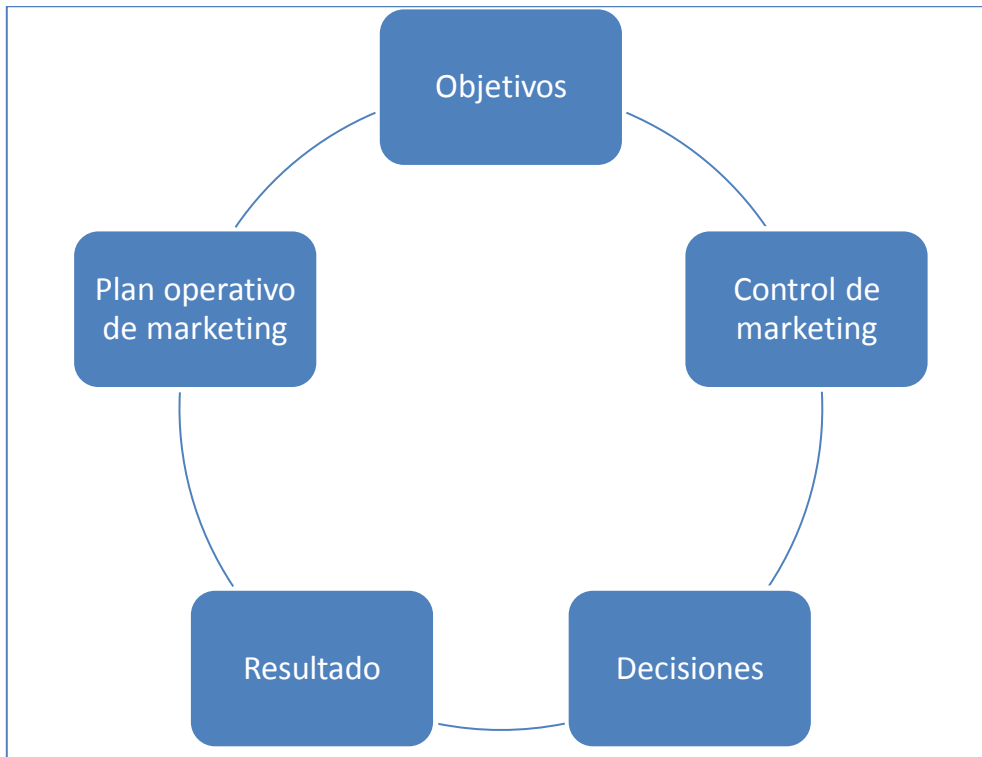 Objetivos
Plan operativo
de marketing
Control de
marketing
Resultado
Decisiones